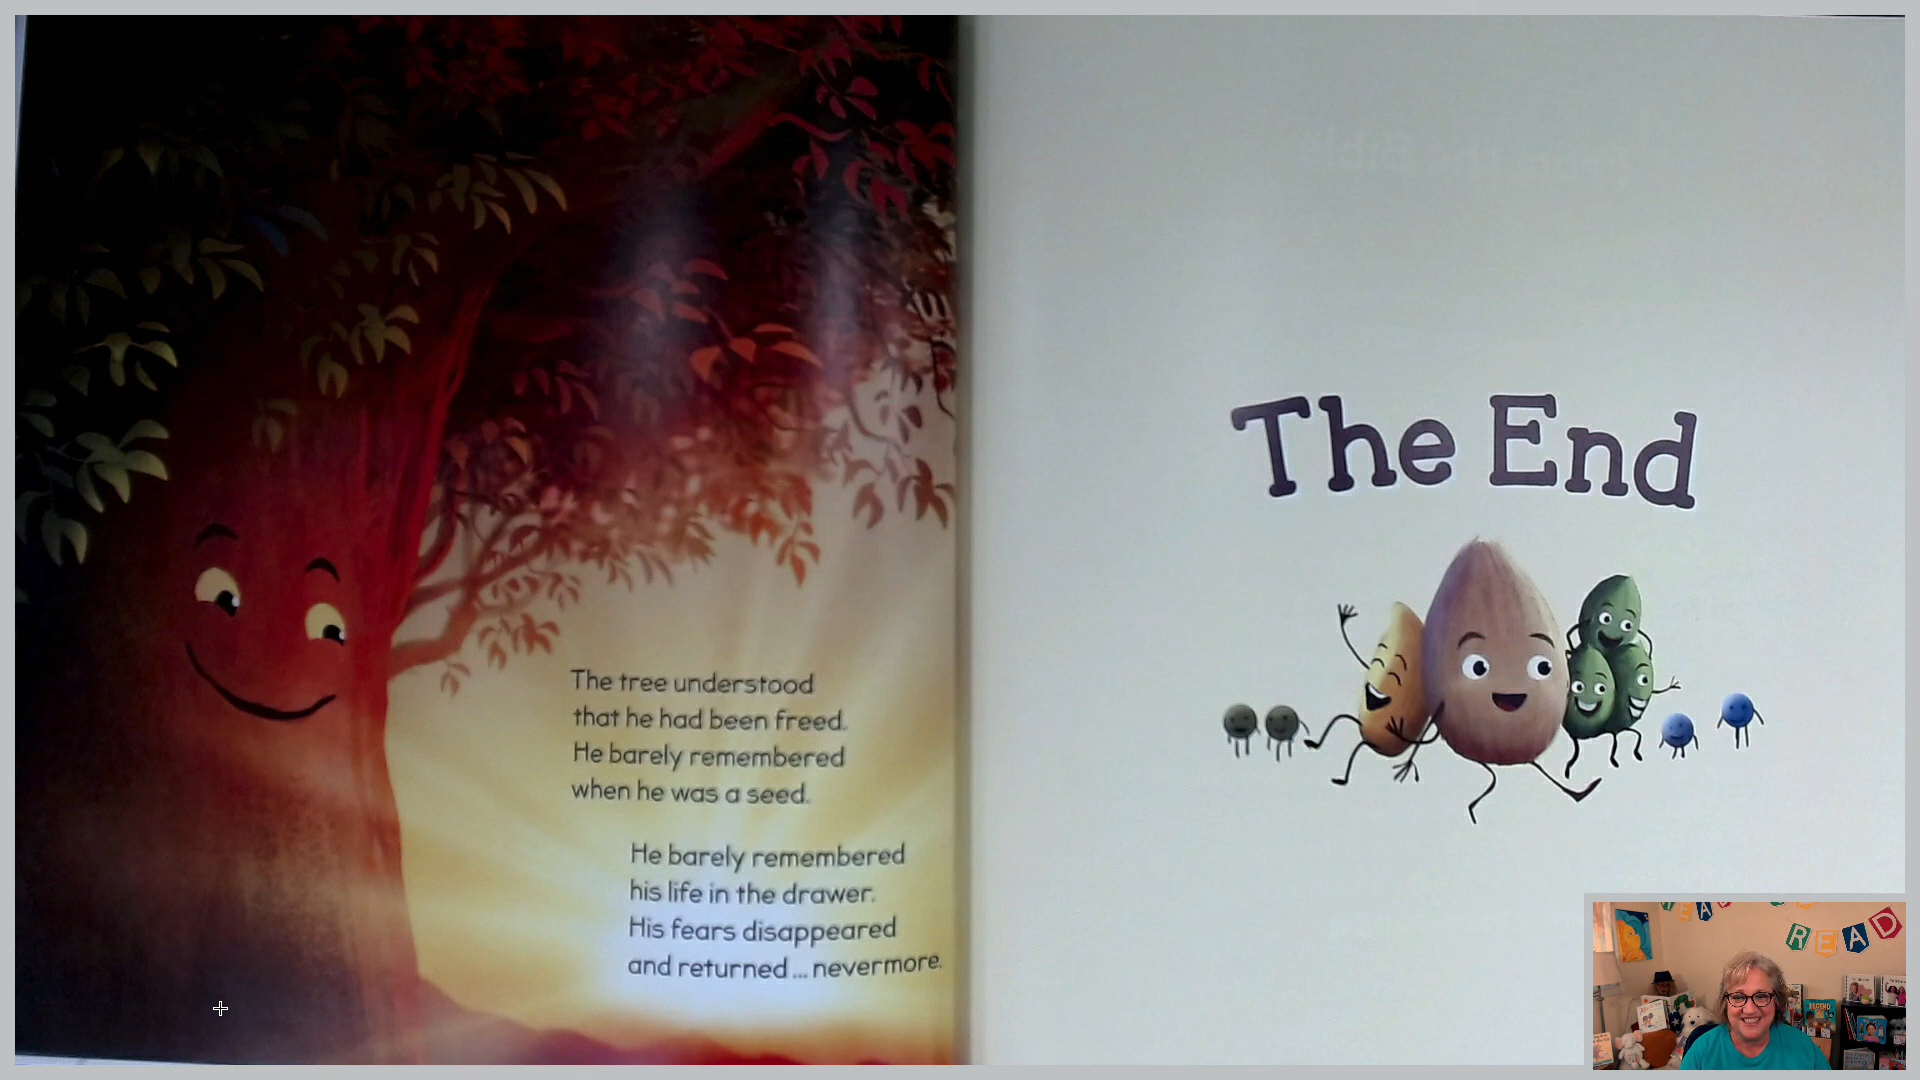 The tree understood
that he had been freed.
He barely remembered
when he was a seed.
He barely remembered
his life in the drawer.
His fears disappeared
and returned ... nevermore.
The End
READ